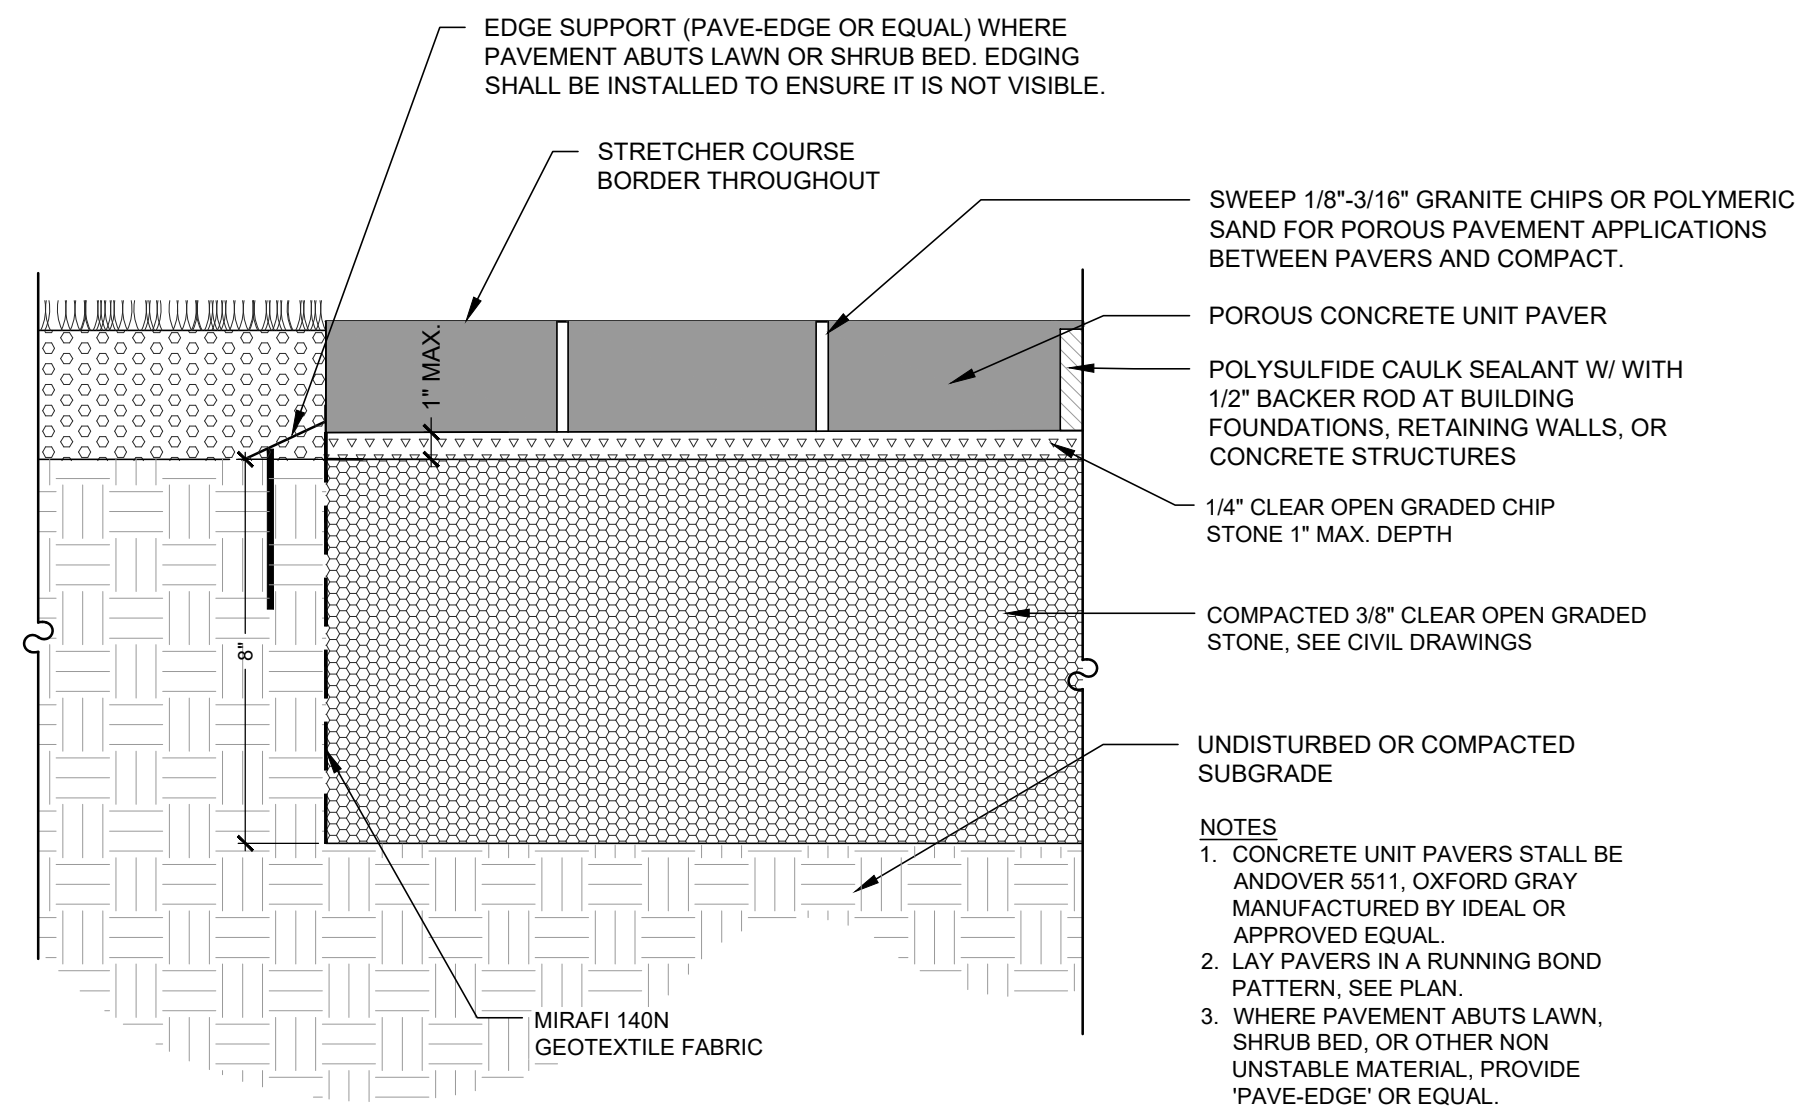 EDGE SUPPORT (PAVE-EDGE OR EQUAL) WHERE
PAVEMENT ABUTS LAWN OR SHRUB BED. EDGING
SHALL BE INSTALLED TO ENSURE IT IS NOT VISIBLE.
STRETCHER COURSE
BORDER THROUGHOUT
SWEEP 1/8"-3/16" GRANITE CHIPS OR POLYMERIC
SAND FOR POROUS PAVEMENT APPLICATIONS
BETWEEN PAVERS AND COMPACT.
POROUS CONCRETE UNIT PAVER
1" MAX.
POLYSULFIDE CAULK SEALANT W/ WITH
1/2" BACKER ROD AT BUILDING
FOUNDATIONS, RETAINING WALLS, OR
CONCRETE STRUCTURES
1/4" CLEAR OPEN GRADED CHIP
STONE 1" MAX. DEPTH
COMPACTED 3/8" CLEAR OPEN GRADED
STONE, SEE CIVIL DRAWINGS
8"
UNDISTURBED OR COMPACTED
SUBGRADE
MIRAFI 140N
GEOTEXTILE FABRIC
NOTES
1. CONCRETE UNIT PAVERS STALL BE
ANDOVER 5511, OXFORD GRAY
MANUFACTURED BY IDEAL OR
APPROVED EQUAL.
2. LAY PAVERS IN A RUNNING BOND
PATTERN, SEE PLAN.
3. WHERE PAVEMENT ABUTS LAWN,
SHRUB BED, OR OTHER NON
UNSTABLE MATERIAL, PROVIDE
'PAVE-EDGE' OR EQUAL.